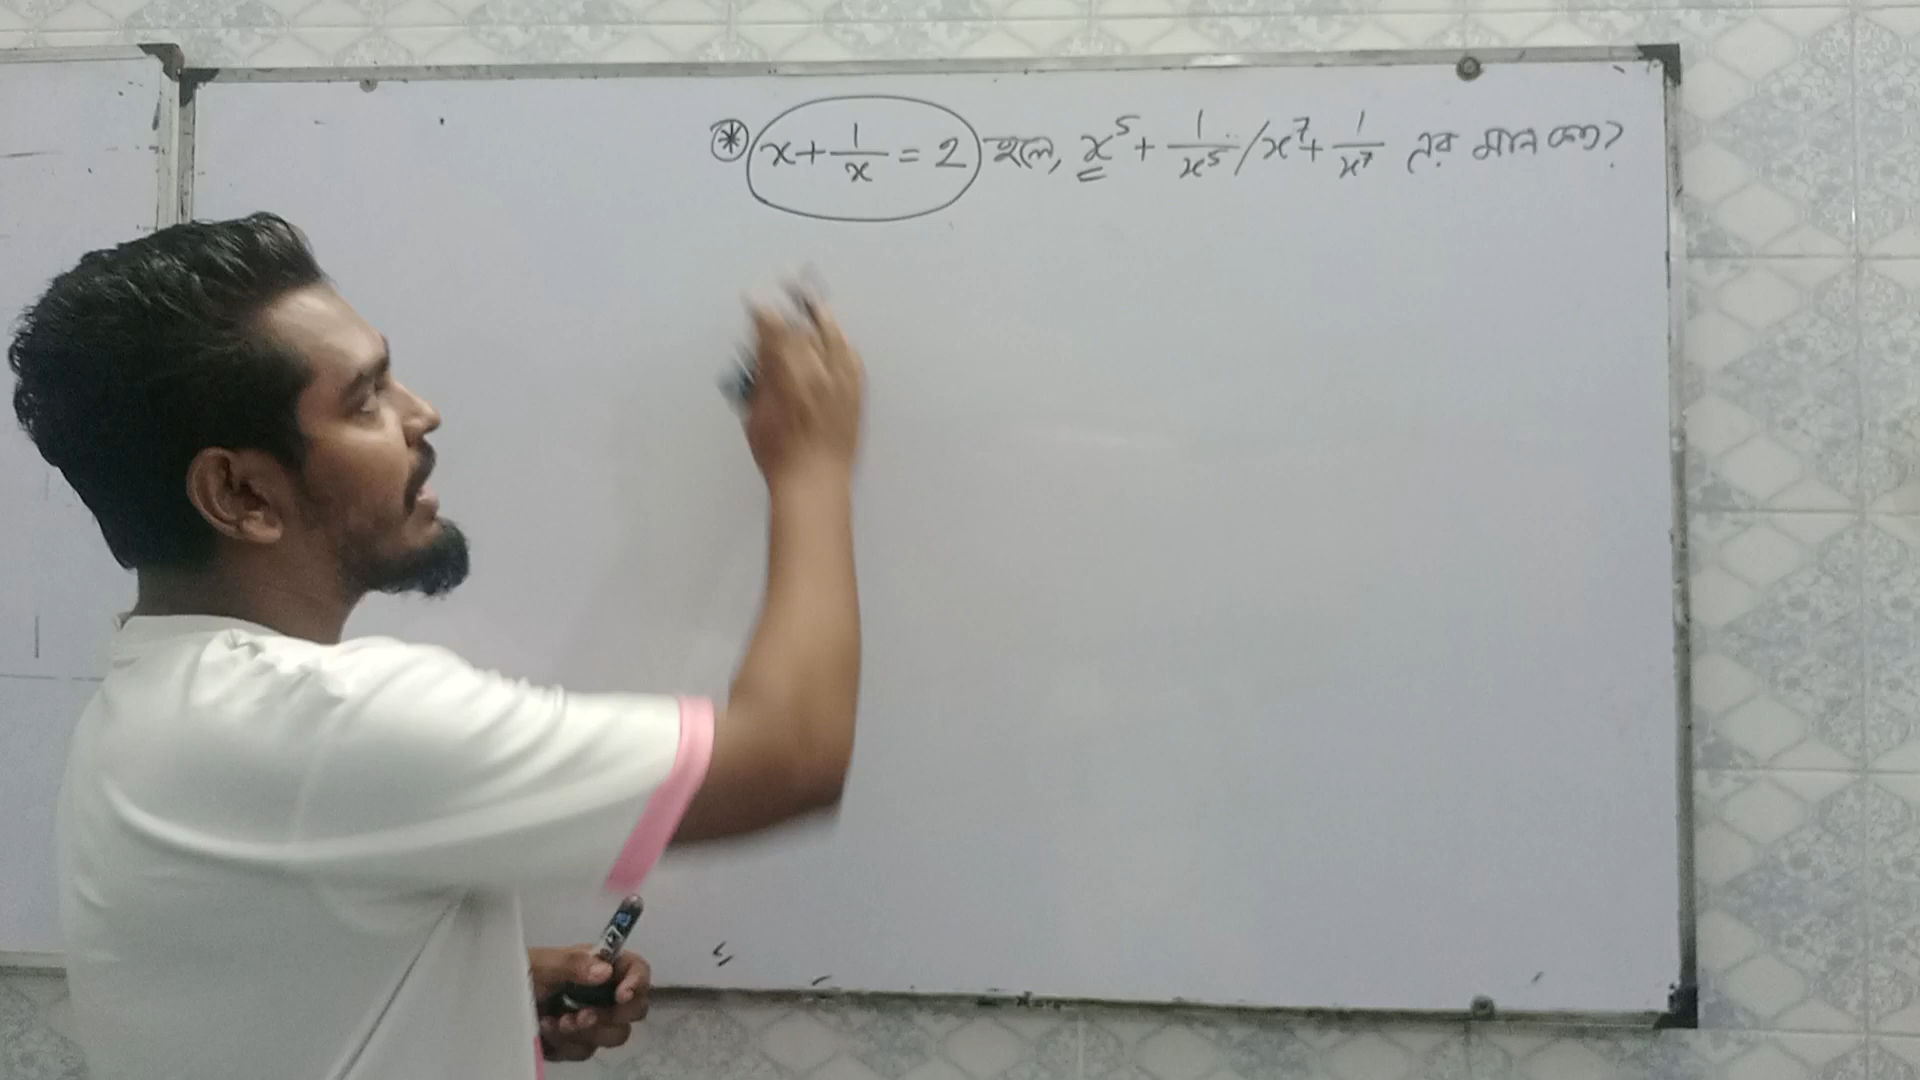 ⊛ x + 1/x = 2 হলে, x⁵ + 1/x⁵ / x⁷ + 1/x⁷ এর মান কত?